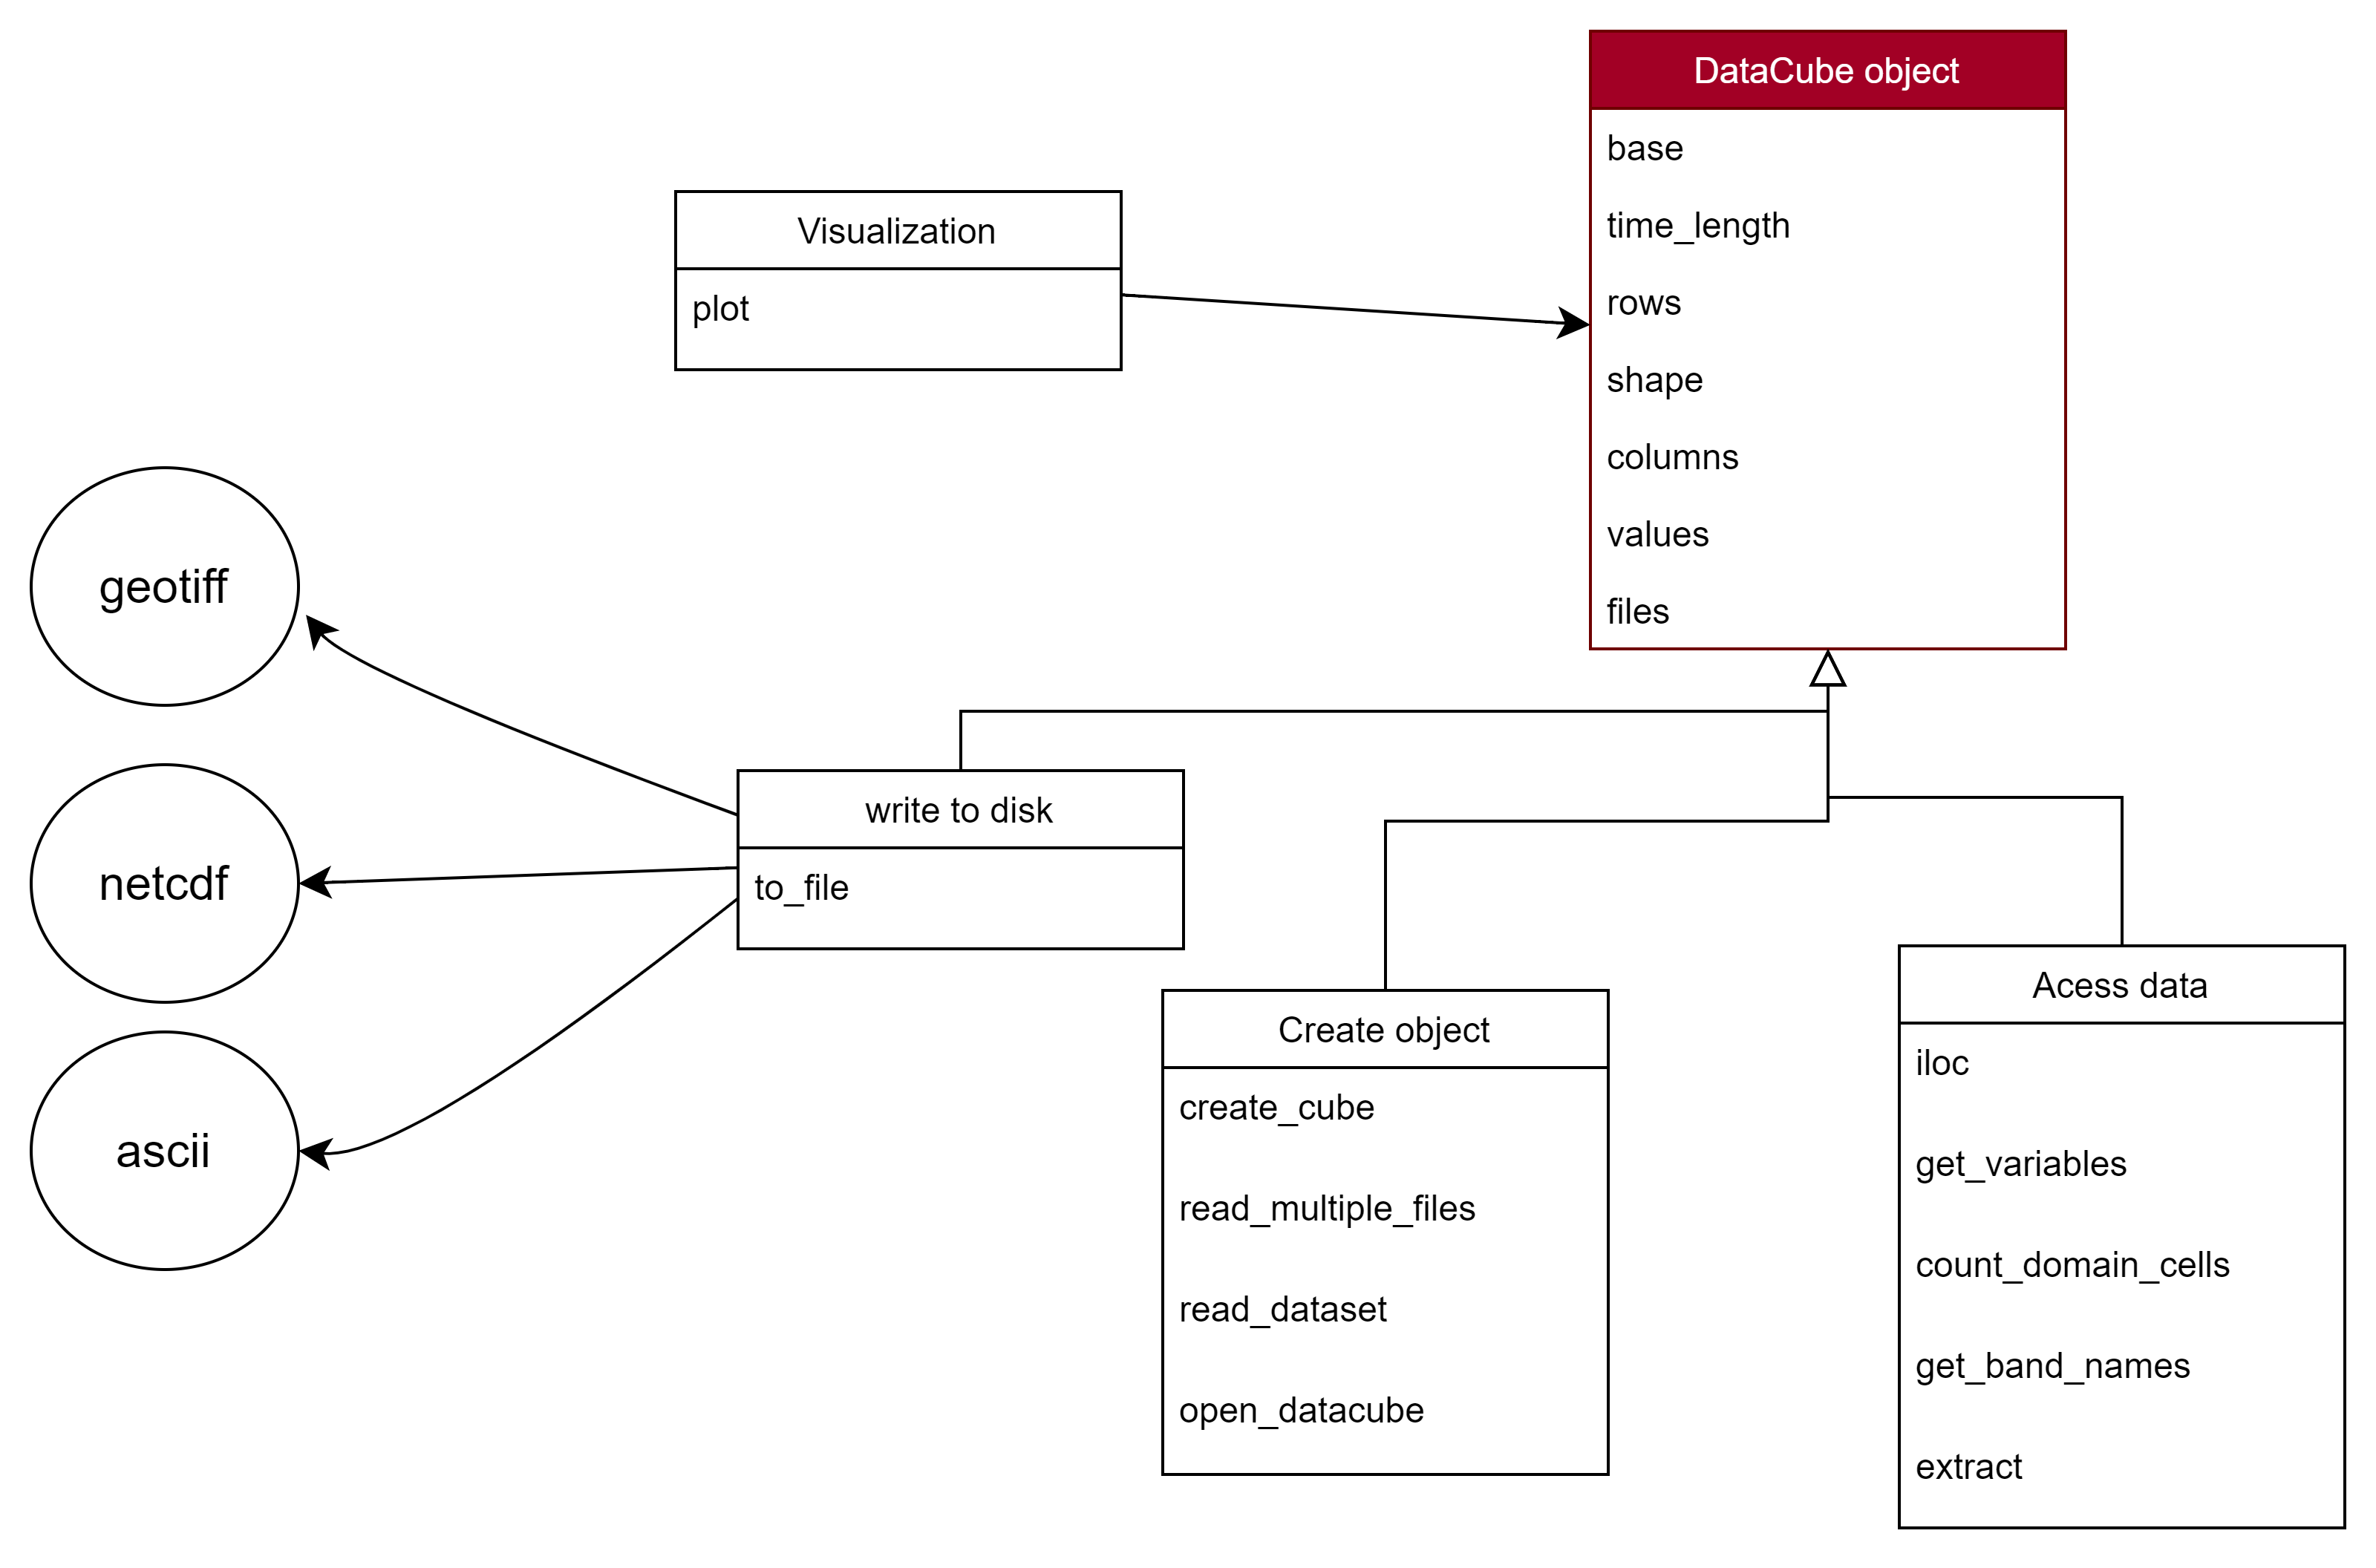 DataCube object
base
time_length
rows
shape
columns
values
files
Visualization
plot
geotiff
netcdf
ascii
write to disk
to_file
Create object
create_cube
read_multiple_files
read_dataset
open_datacube
Acess data
iloc
get_variables
count_domain_cells
get_band_names
extract